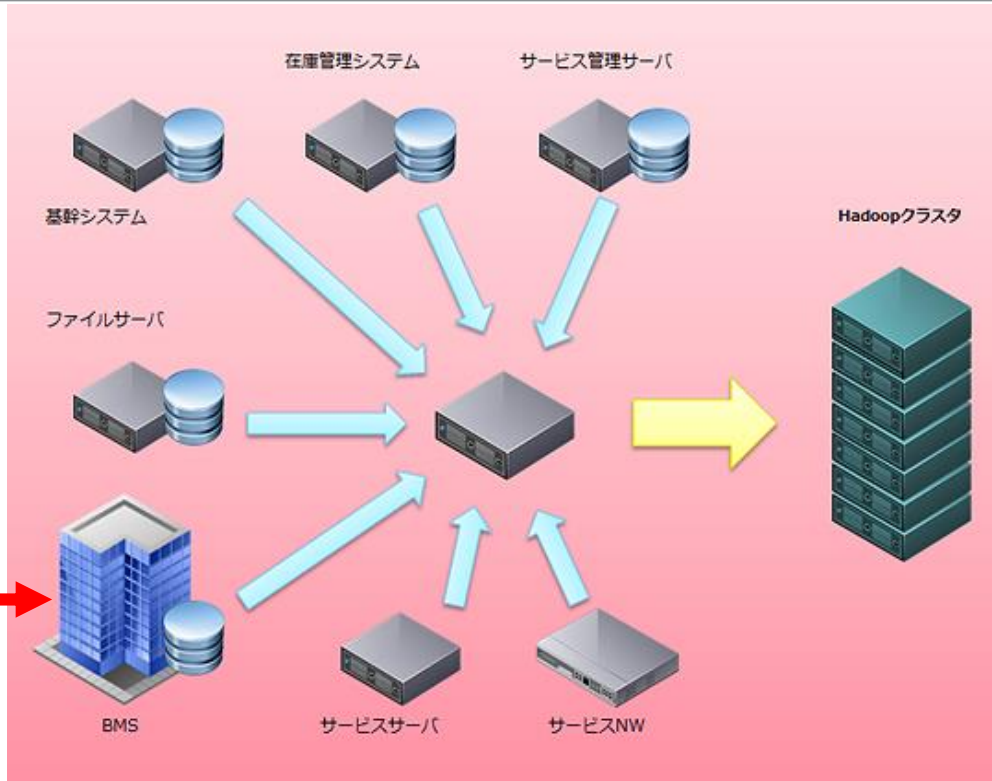 在庫管理システム
サービス管理サーバ
基幹システム
Hadoopクラスタ
ファイルサーバ
BMS
サービスサーバ
サービスNW